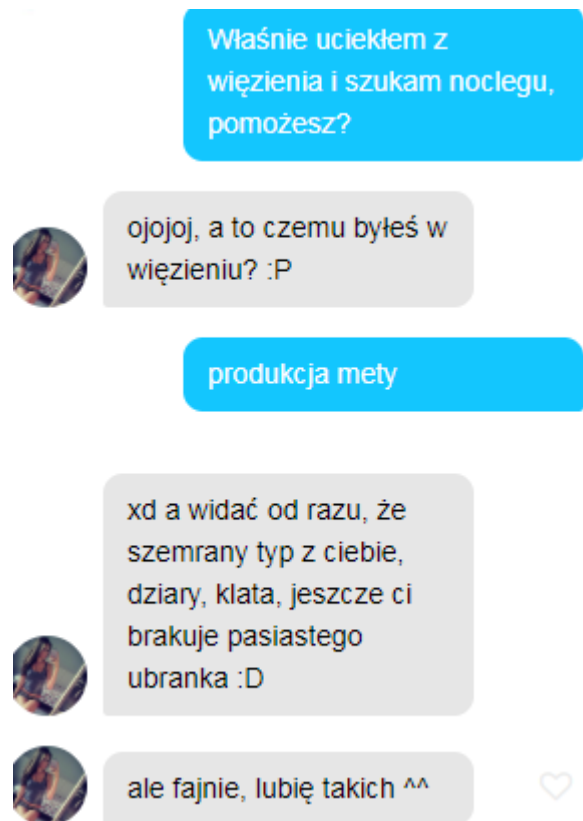 Właśnie uciekłem z
więzienia i szukam noclegu,
pomożesz?
ojojoj, a to czemu byłeś w
więzieniu? :P
produkcja mety
xd a widać od razu, że
szemrany typ z ciebie,
dziary, klata, jeszcze ci
brakuje pasiastego
ubranka :D
ale fajnie, lubię takich ^^